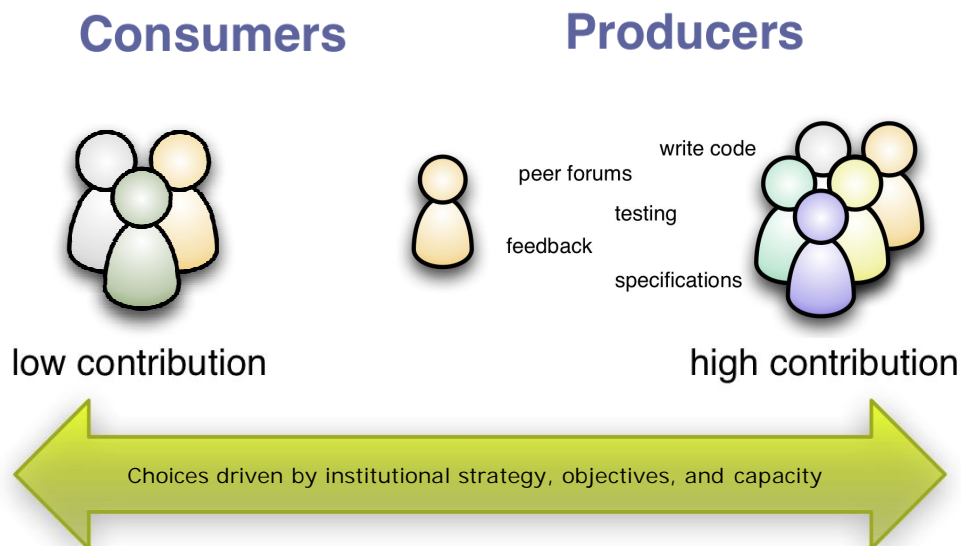 Consumers
Producers
write code
peer forums
testing
feedback
specifications
low contribution
high contribution
Choices driven by institutional strategy, objectives, and capacity